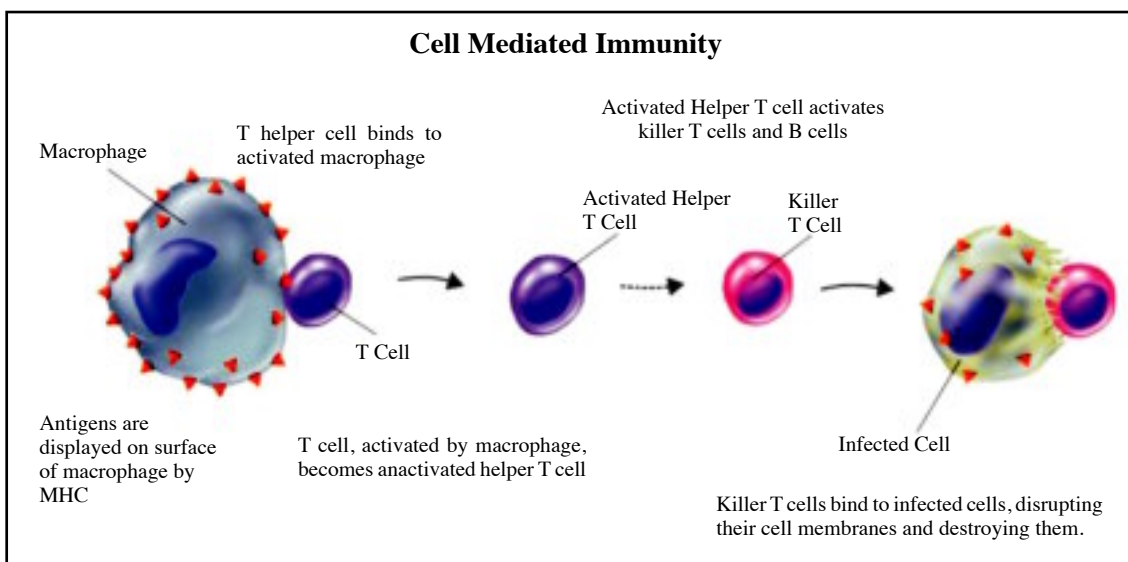 Cell Mediated Immunity
Activated Helper T cell activates
killer T cells and B cells
T helper cell binds to
activated macrophage
Macrophage
Activated Helper
T Cell
Killer
T Cell
T Cell
Antigens are
displayed on surface
of macrophage by
MHC
T cell, activated by macrophage,
becomes anactivated helper T cell
Infected Cell
Killer T cells bind to infected cells, disrupting
their cell membranes and destroying them.